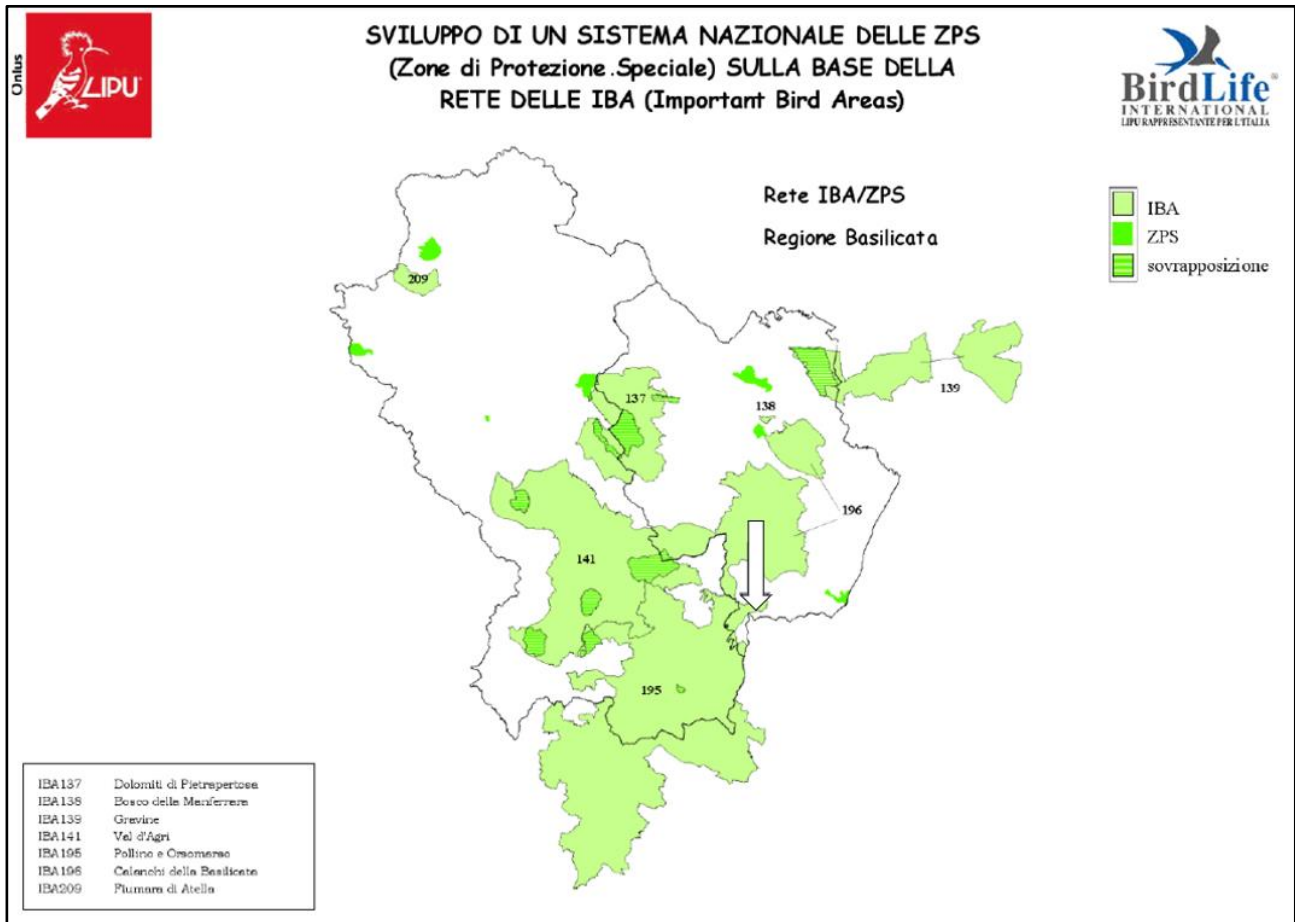 Onlus
LIPU
SVILUPPO DI UN SISTEMA NAZIONALE DELLE ZPS
(Zone di Protezione.Speciale) SULLA BASE DELLA
RETE DELLE IBA (Important Bird Areas)
BirdLife®
INTERNATIONAL
LIPU RAPPRESENTANTE PER L'ITALIA
Rete IBA/ZPS
Regione Basilicata
IBA
ZPS
sovrapposizione
209
137
138
139
196
141
195
IBA137 Dolomiti di Pietrapertosa
IBA138 Bosco della Manferrara
IBA139 Gravine
IBA141 Val d'Agri
IBA195 Pollino e Orsomarso
IBA196 Calanchi della Basilicata
IBA209 Fiumara di Atella